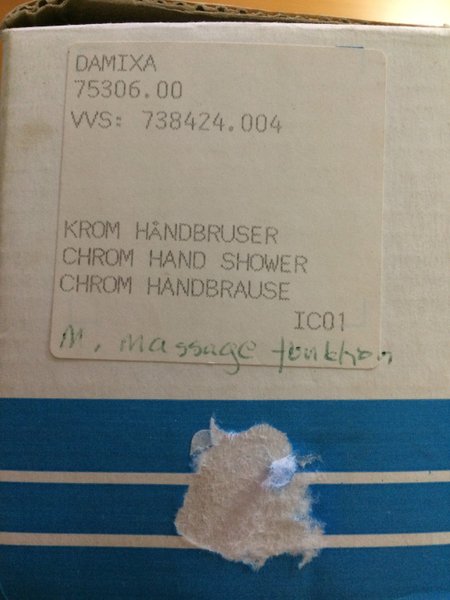 DAMIXA
75306.00
VVS: 738424.004
KROM HÅNDBRUSER
CHROM HAND SHOWER
CHROM HANDBRAUSE
IC01
M. massage funktion